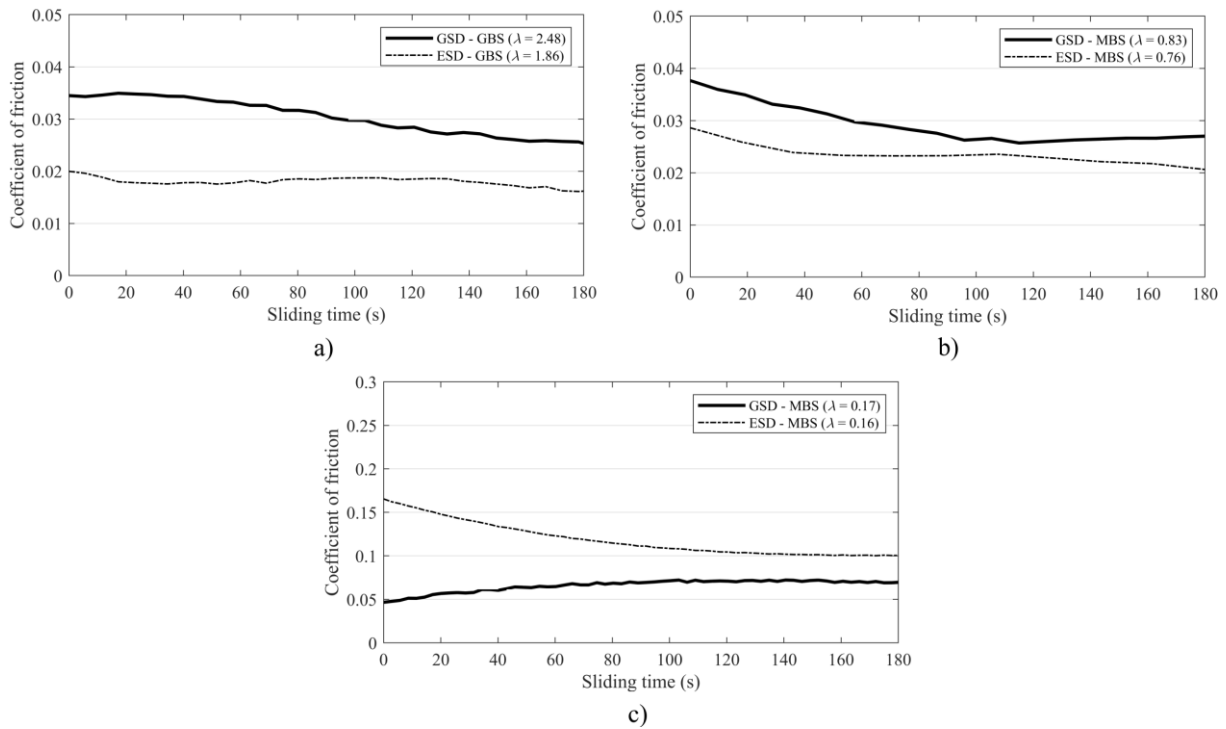 0.05
0.04
0.03
0.02
0.01
0
Coefficient of friction
GSD - GBS (λ = 2.48)
ESD - GBS (λ = 1.86)
0 20 40 60 80 100 120 140 160 180
Sliding time (s)
a)
0.05
0.04
0.03
0.02
0.01
0
Coefficient of friction
GSD - MBS (λ = 0.83)
ESD - MBS (λ = 0.76)
0 20 40 60 80 100 120 140 160 180
Sliding time (s)
b)
0.3
0.25
0.2
0.15
0.1
0.05
0
Coefficient of friction
GSD - MBS (λ = 0.17)
ESD - MBS (λ = 0.16)
0 20 40 60 80 100 120 140 160 180
Sliding time (s)
c)